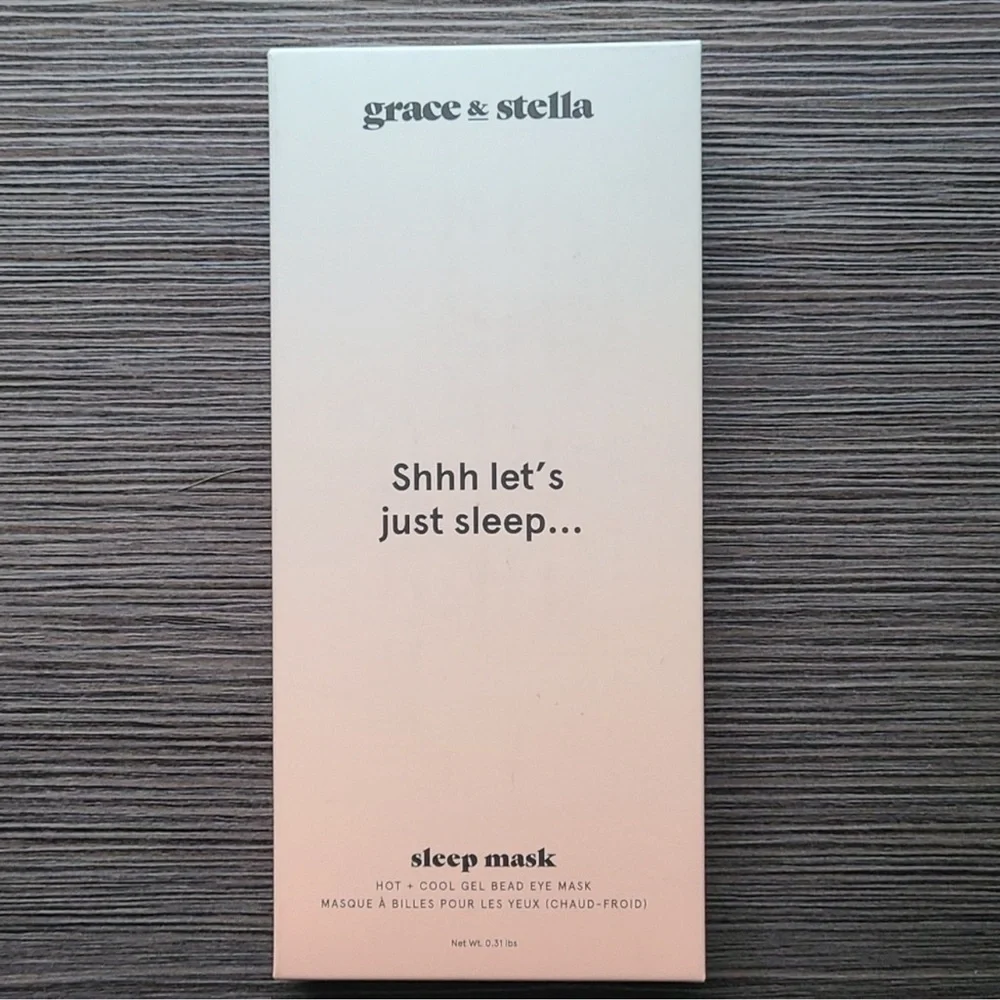 grace & stella
Shhh let's
just sleep...
sleep mask
HOT + COOL GEL BEAD EYE MASK
MASQUE À BILLES POUR LES YEUX (CHAUD-FROID)
Net Wt. 0.31 lbs